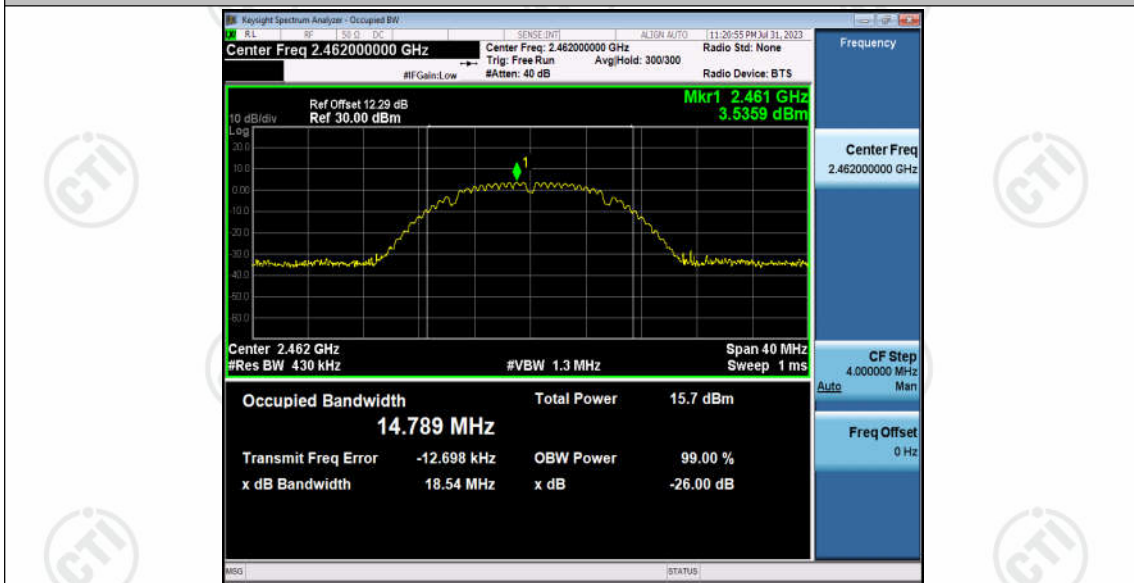 Keysight Spectrum Analyzer - Occupied BW
RL RF 50 Ω DC SENSE:INT ALIGN AUTO 11:20:55 PM Jul 31, 2023
Center Freq 2.462000000 GHz
Center Freq: 2.462000000 GHz
Radio Std: None
Trig: Free Run Avg|Hold: 300/300
#IFGain:Low #Atten: 40 dB Radio Device: BTS
Frequency
Mkr1 2.461 GHz
3.5359 dBm
Ref Offset 12.29 dB
10 dB/div Ref 30.00 dBm
Log
20.0
10.0
0.00
-10.0
-20.0
-30.0
-40.0
-50.0
-60.0
1
Center 2.462 GHz Span 40 MHz
#Res BW 430 kHz #VBW 1.3 MHz Sweep 1 ms
Occupied Bandwidth Total Power 15.7 dBm
14.789 MHz
Transmit Freq Error -12.698 kHz OBW Power 99.00 %
x dB Bandwidth 18.54 MHz x dB -26.00 dB
Center Freq
2.462000000 GHz
CF Step
4.000000 MHz
Auto Man
Freq Offset
0 Hz
MSG STATUS
CTI
CTI
CTI
CTI